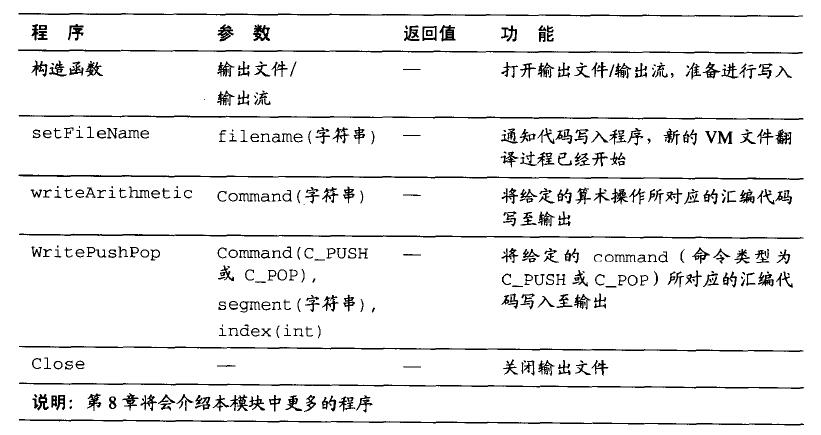 程 序 参 数 返回值 功 能
构造函数 输出文件/ — 打开输出文件/输出流，准备进行写入
输出流
setFileName filename(字符串) — 通知代码写入程序，新的 VM 文件翻
译过程已经开始
writeArithmetic Command(字符串) — 将给定的算术操作所对应的汇编代码
写至输出
WritePushPop Command(C_PUSH — 将给定的 command（命令类型为
或 C_POP), C_PUSH 或 C_POP）所对应的汇编代
segment(字符串), 码写入至输出
index(int)
Close — — 关闭输出文件
说明：第 8 章将会介绍本模块中更多的程序